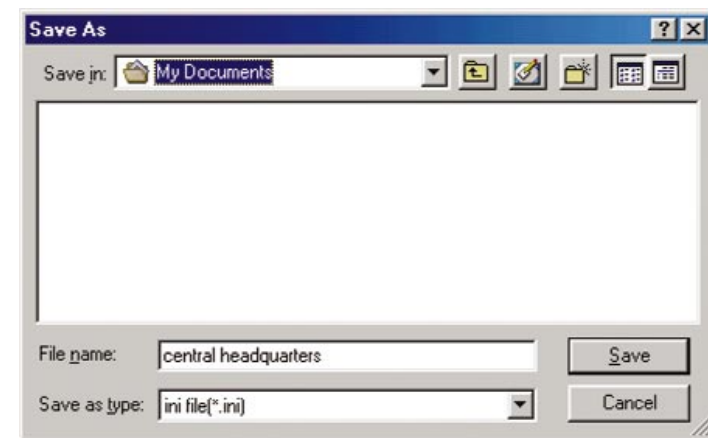 Save As
Save in: My Documents
File name: central headquarters Save
Save as type: ini file(*.ini) Cancel